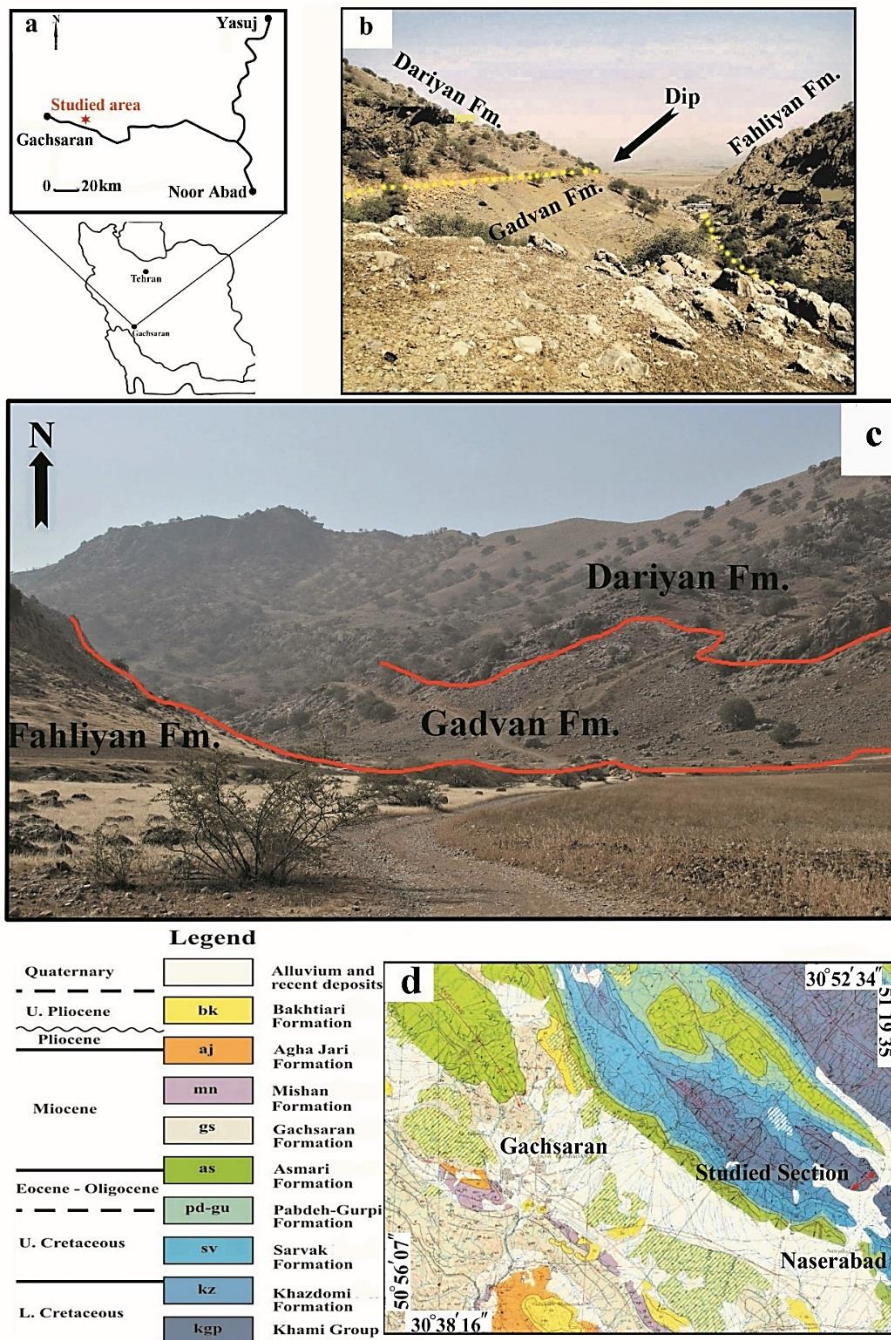 a
N
Yasuj
Studied area
Gachsaran
0 20km
Noor Abad
Tehran
Gachsaran
b
Dariyan Fm.
Dip
Fahliyan Fm.
Gadvan Fm.
N
c
Dariyan Fm.
Gadvan Fm.
Fahliyan Fm.
Legend
Quaternary
Alluvium and
recent deposits
U. Pliocene
bk
Bakhtiari
Formation
Pliocene
aj
Agha Jari
Formation
mn
Mishan
Formation
Miocene
gs
Gachsaran
Formation
as
Asmari
Formation
Eocene - Oligocene
pd-gu
Pabdeh-Gurpi
Formation
U. Cretaceous
sv
Sarvak
Formation
kz
Khazdomi
Formation
L. Cretaceous
kgp
Khami Group
d
30°52′34″
51°19′35
Gachsaran
Studied Section
Naserabad
50°56′07″
30°38′16″